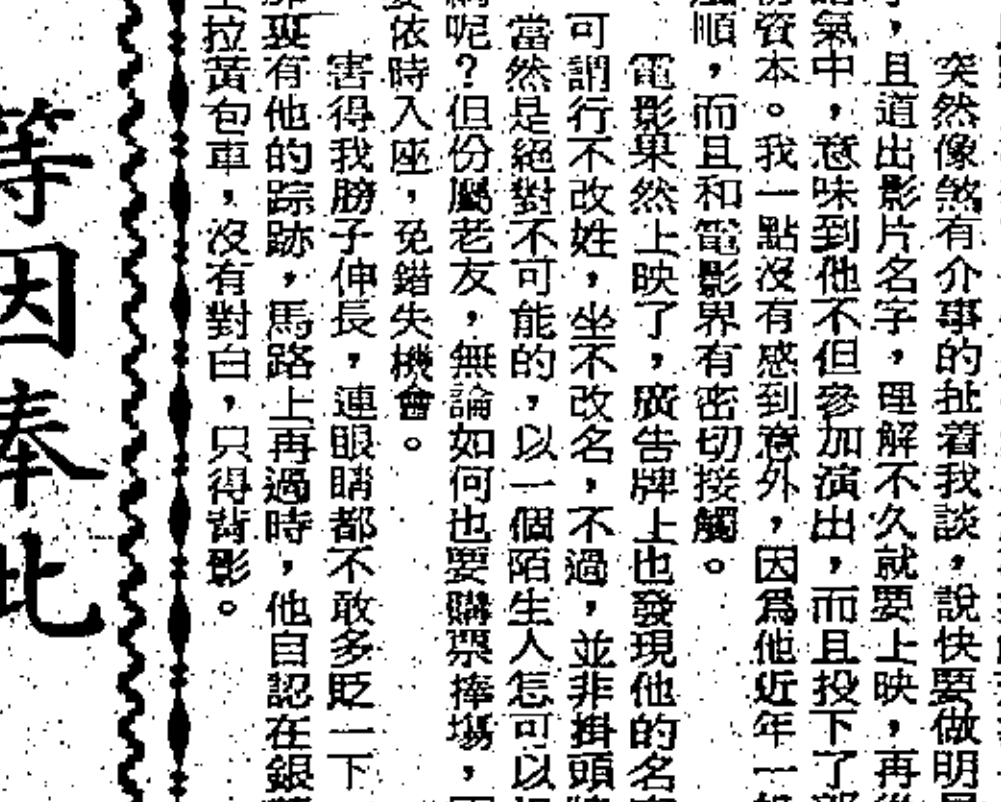 突然像煞有介事的扯着我談，說快要做明
，且道出影片名字，理解不久就要上映，再
氣中，意味到他不但參加演出，而且投下了
資本。我一點沒有感到意外，因爲他近年一
順，而且和電影界有密切接觸。
電影果然上映了，廣告牌上也發現他的名
可謂行不改姓，坐不改名，不過，並非掛頭
當然是絕對不可能的，以一個陌生人怎可以
呢？但份屬老友，無論如何也要購票捧場，
依時入座，免錯失機會。
害得我膀子伸長，連眼睛都不敢多眨一下
有他的踪跡，馬路上再過時，他自認在銀
拉黃包車，沒有對白，只得背影。
等因奉此